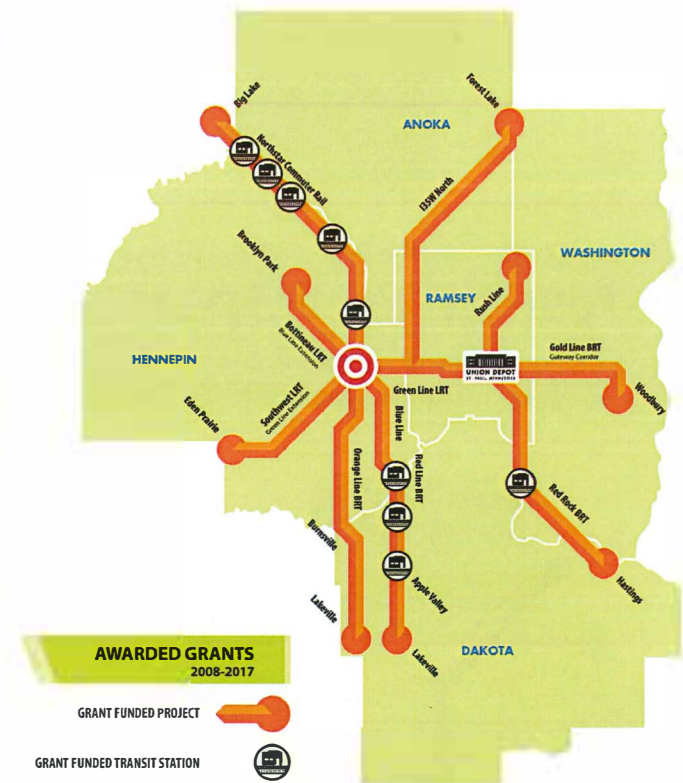 Big Lake
Forest Lake
ANOKA
Northstar Commuter Rail
I35W North
Brooklyn Park
WASHINGTON
RAMSEY
Rush Line
Bottineau LRT
Blue Line Extension
HENNEPIN
Gold Line BRT
Gateway Corridor
UNION DEPOT
ST. PAUL, MINNESOTA
Green Line LRT
Woodbury
Southwest LRT
Green Line Extension
Eden Prairie
Blue Line
Orange Line BRT
Red Line BRT
Red Rock BRT
Burnsville
Apple Valley
Hastings
Lakeville
Lakeville
DAKOTA
AWARDED GRANTS
2008-2017
GRANT FUNDED PROJECT
GRANT FUNDED TRANSIT STATION